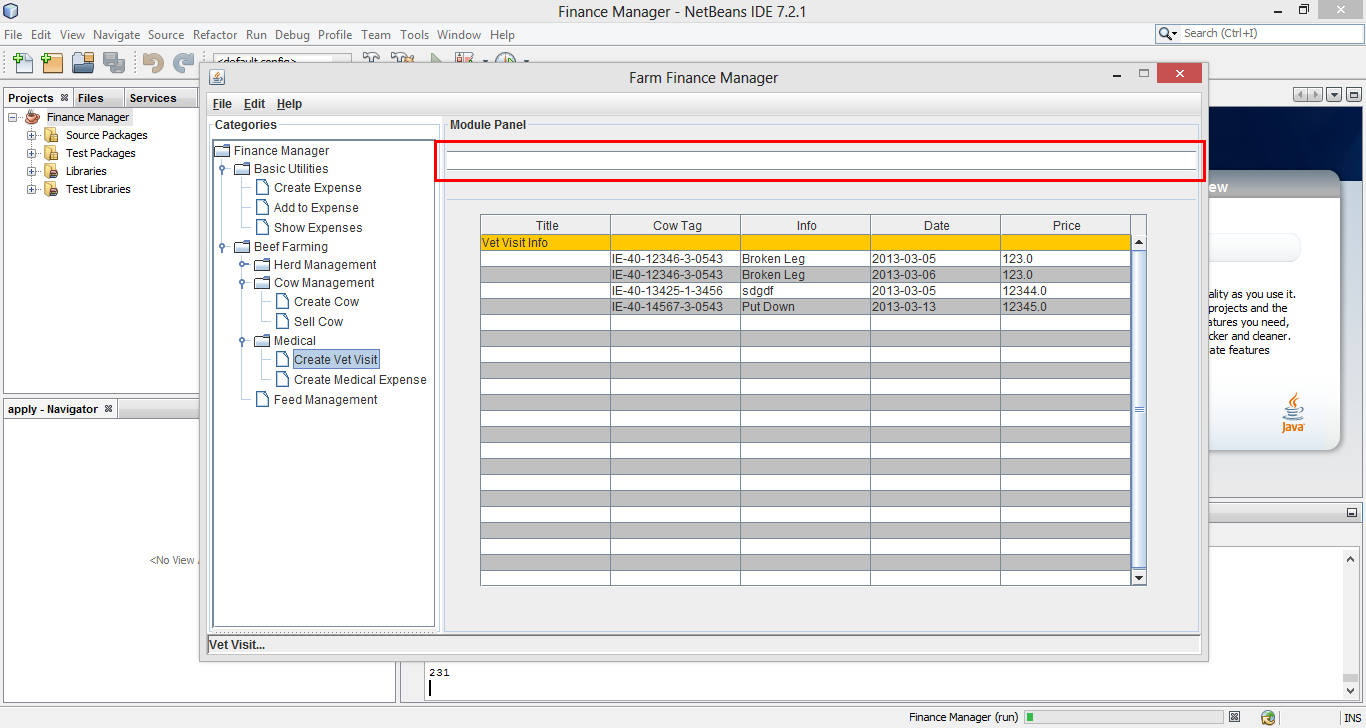 Finance Manager - NetBeans IDE 7.2.1
File Edit View Navigate Source Refactor Run Debug Profile Team Tools Window Help
Search (Ctrl+I)
<default config>
Projects Files Services
Finance Manager
Source Packages
Test Packages
Libraries
Test Libraries
apply - Navigator
<No View
Farm Finance Manager
File Edit Help
Categories
Finance Manager
Basic Utilities
Create Expense
Add to Expense
Show Expenses
Beef Farming
Herd Management
Cow Management
Create Cow
Sell Cow
Medical
Create Vet Visit
Create Medical Expense
Feed Management
Module Panel
Title Cow Tag Info Date Price
Vet Visit Info
IE-40-12346-3-0543 Broken Leg 2013-03-05 123.0
IE-40-12346-3-0543 Broken Leg 2013-03-06 123.0
IE-40-13425-1-3456 sdgdf 2013-03-05 12344.0
IE-40-14567-3-0543 Put Down 2013-03-13 12345.0
Vet Visit...
ew
ality as you use it.
projects and the
atures you need,
cker and cleaner.
ate features
Java
231
Finance Manager (run)
INS